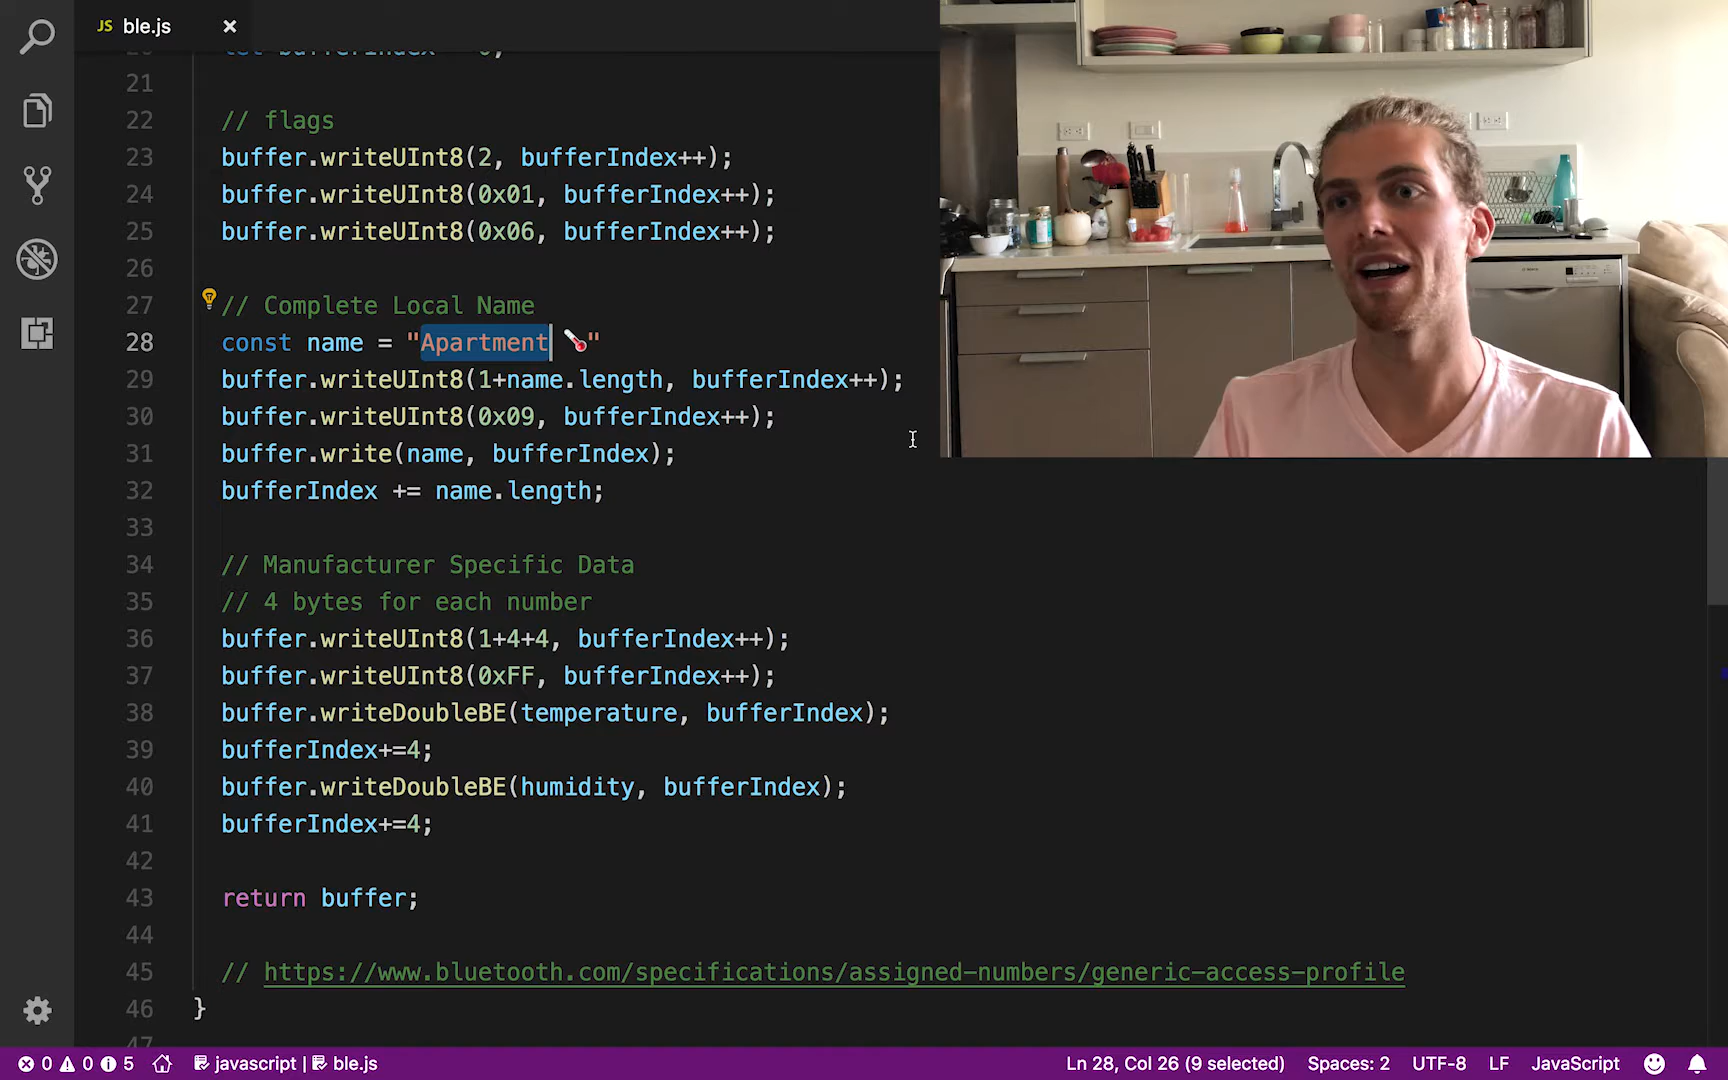 JS ble.js ×
let bufferIndex = 0;
21
22 // flags
23 buffer.writeUInt8(2, bufferIndex++);
24 buffer.writeUInt8(0x01, bufferIndex++);
25 buffer.writeUInt8(0x06, bufferIndex++);
26
27 // Complete Local Name
28 const name = "Apartment 🌡"
29 buffer.writeUInt8(1+name.length, bufferIndex++);
30 buffer.writeUInt8(0x09, bufferIndex++);
31 buffer.write(name, bufferIndex);
32 bufferIndex += name.length;
33
34 // Manufacturer Specific Data
35 // 4 bytes for each number
36 buffer.writeUInt8(1+4+4, bufferIndex++);
37 buffer.writeUInt8(0xFF, bufferIndex++);
38 buffer.writeDoubleBE(temperature, bufferIndex);
39 bufferIndex+=4;
40 buffer.writeDoubleBE(humidity, bufferIndex);
41 bufferIndex+=4;
42
43 return buffer;
44
45 // https://www.bluetooth.com/specifications/assigned-numbers/generic-access-profile
46 }
47
0 0 5 javascript | ble.js Ln 28, Col 26 (9 selected) Spaces: 2 UTF-8 LF JavaScript